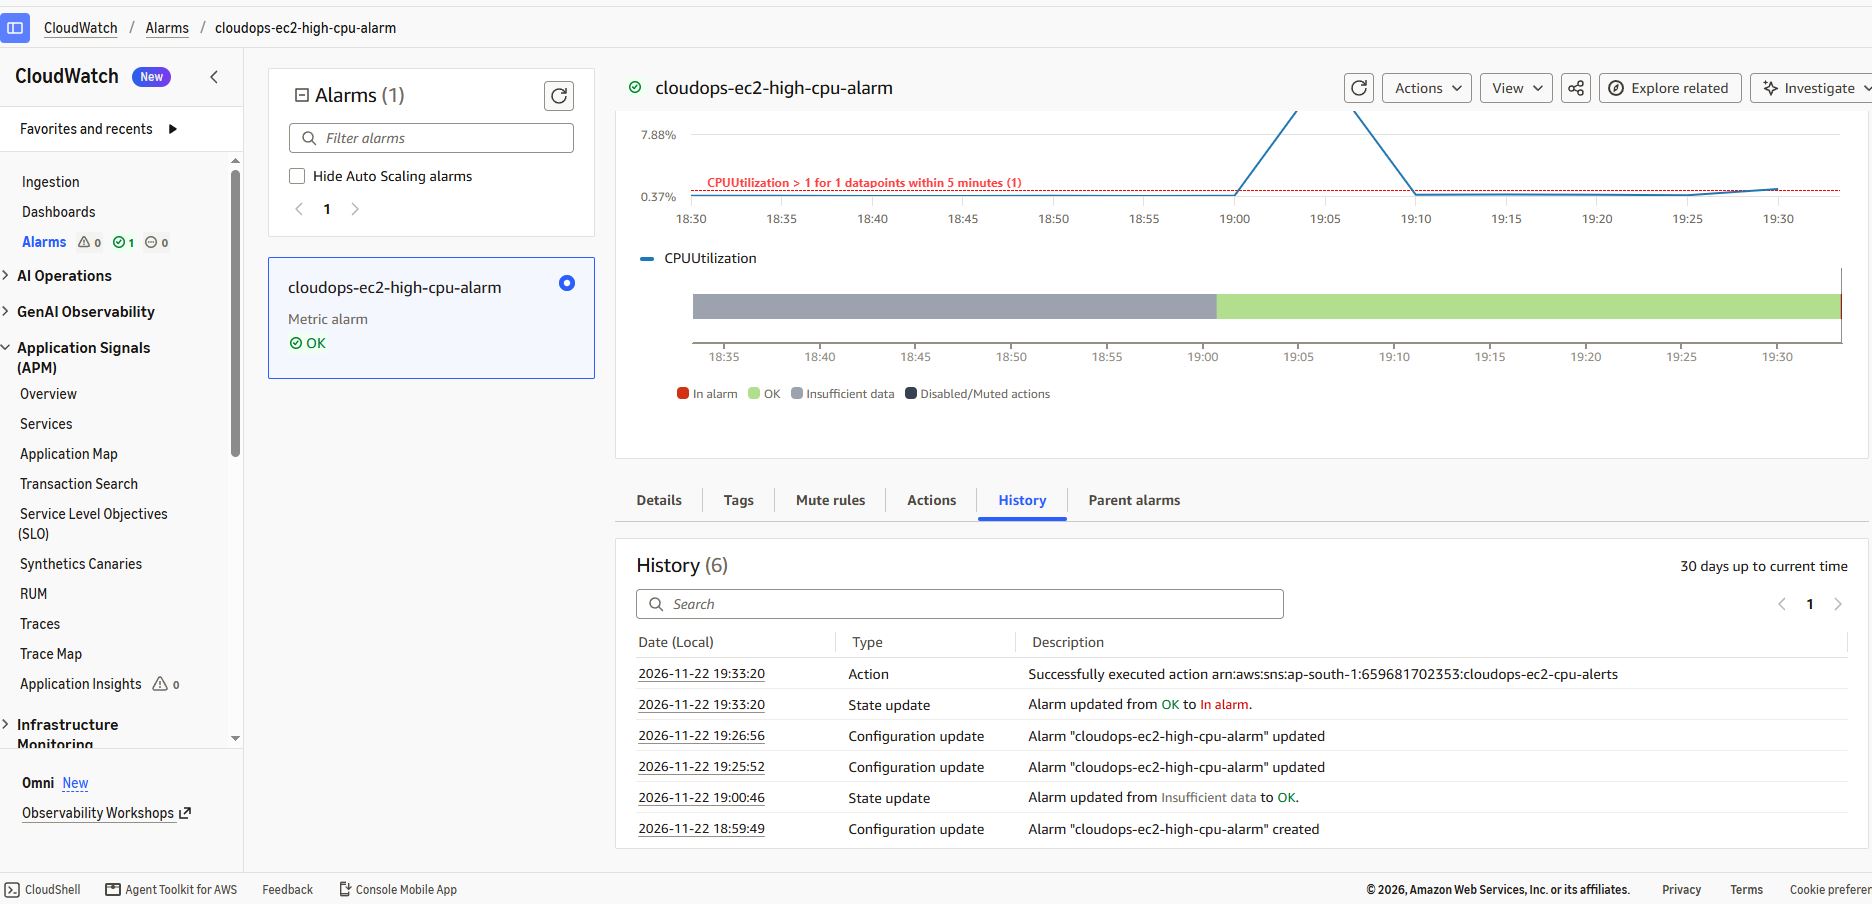 CloudWatch / Alarms / cloudops-ec2-high-cpu-alarm
CloudWatch New
Favorites and recents
Ingestion
Dashboards
Alarms 0 1 0
AI Operations
GenAI Observability
Application Signals
(APM)
Overview
Services
Application Map
Transaction Search
Service Level Objectives
(SLO)
Synthetics Canaries
RUM
Traces
Trace Map
Application Insights 0
Infrastructure
Monitoring
Omni New
Observability Workshops
Alarms (1)
Filter alarms
Hide Auto Scaling alarms
1
cloudops-ec2-high-cpu-alarm
Metric alarm
OK
cloudops-ec2-high-cpu-alarm
Actions View Explore related Investigate
7.88%
CPUUtilization > 1 for 1 datapoints within 5 minutes (1)
0.37%
18:30 18:35 18:40 18:45 18:50 18:55 19:00 19:05 19:10 19:15 19:20 19:25 19:30
CPUUtilization
18:35 18:40 18:45 18:50 18:55 19:00 19:05 19:10 19:15 19:20 19:25 19:30
In alarm OK Insufficient data Disabled/Muted actions
Details Tags Mute rules Actions History Parent alarms
History (6) 30 days up to current time
Search 1
Date (Local) Type Description
2026-11-22 19:33:20 Action Successfully executed action arn:aws:sns:ap-south-1:659681702353:cloudops-ec2-cpu-alerts
2026-11-22 19:33:20 State update Alarm updated from OK to In alarm.
2026-11-22 19:26:56 Configuration update Alarm "cloudops-ec2-high-cpu-alarm" updated
2026-11-22 19:25:52 Configuration update Alarm "cloudops-ec2-high-cpu-alarm" updated
2026-11-22 19:00:46 State update Alarm updated from Insufficient data to OK.
2026-11-22 18:59:49 Configuration update Alarm "cloudops-ec2-high-cpu-alarm" created
CloudShell Agent Toolkit for AWS Feedback Console Mobile App © 2026, Amazon Web Services, Inc. or its affiliates. Privacy Terms Cookie prefere